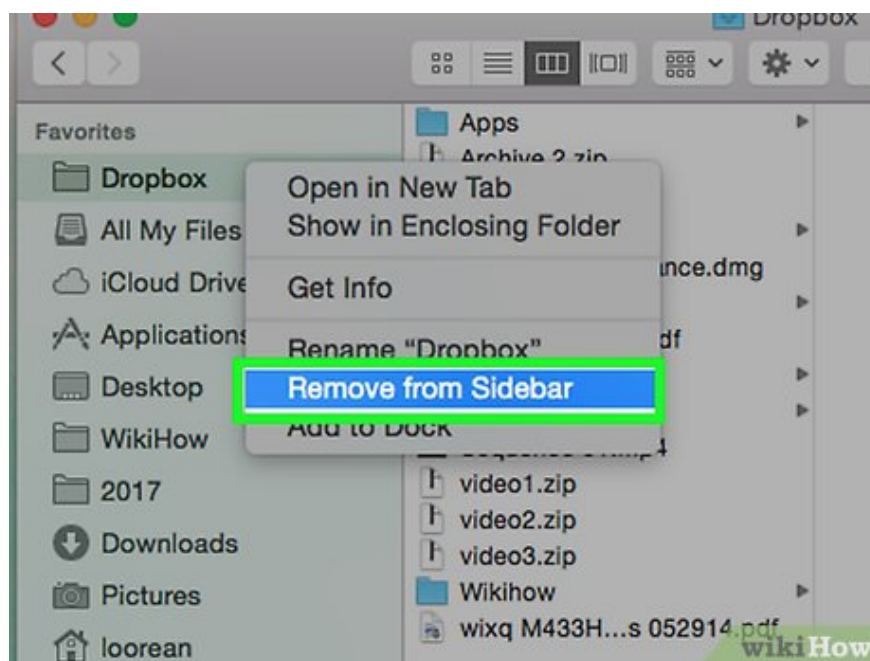 Dropbox
Favorites
Dropbox
All My Files
iCloud Drive
Applications
Desktop
WikiHow
2017
Downloads
Pictures
loorean
Open in New Tab
Show in Enclosing Folder
Get Info
Rename “Dropbox”
Remove from Sidebar
Add to Dock
Apps
Archive 2.zip
nce.dmg
df
video1.zip
video2.zip
video3.zip
Wikihow
wixq M433H...s 052914.pdf
wikiHow